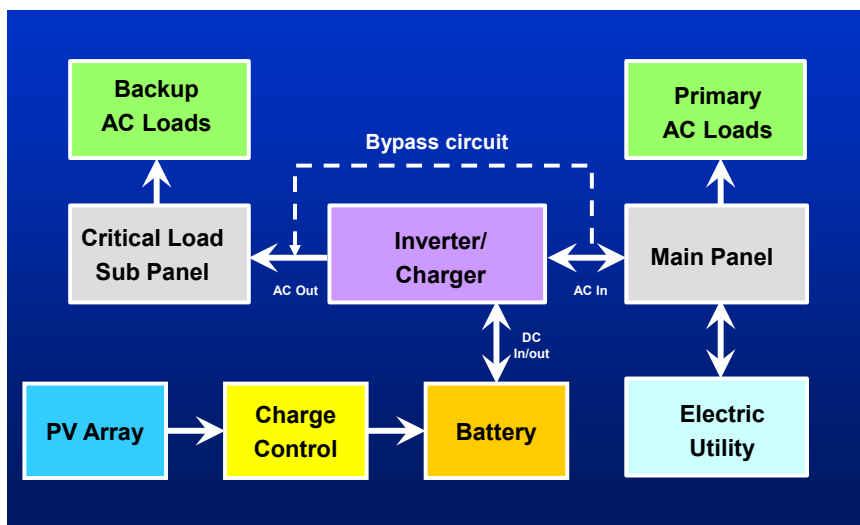 Backup
AC Loads
Primary
AC Loads
Bypass circuit
Critical Load
Sub Panel
Inverter/
Charger
Main Panel
AC Out
AC In
DC
In/out
PV Array
Charge
Control
Battery
Electric
Utility